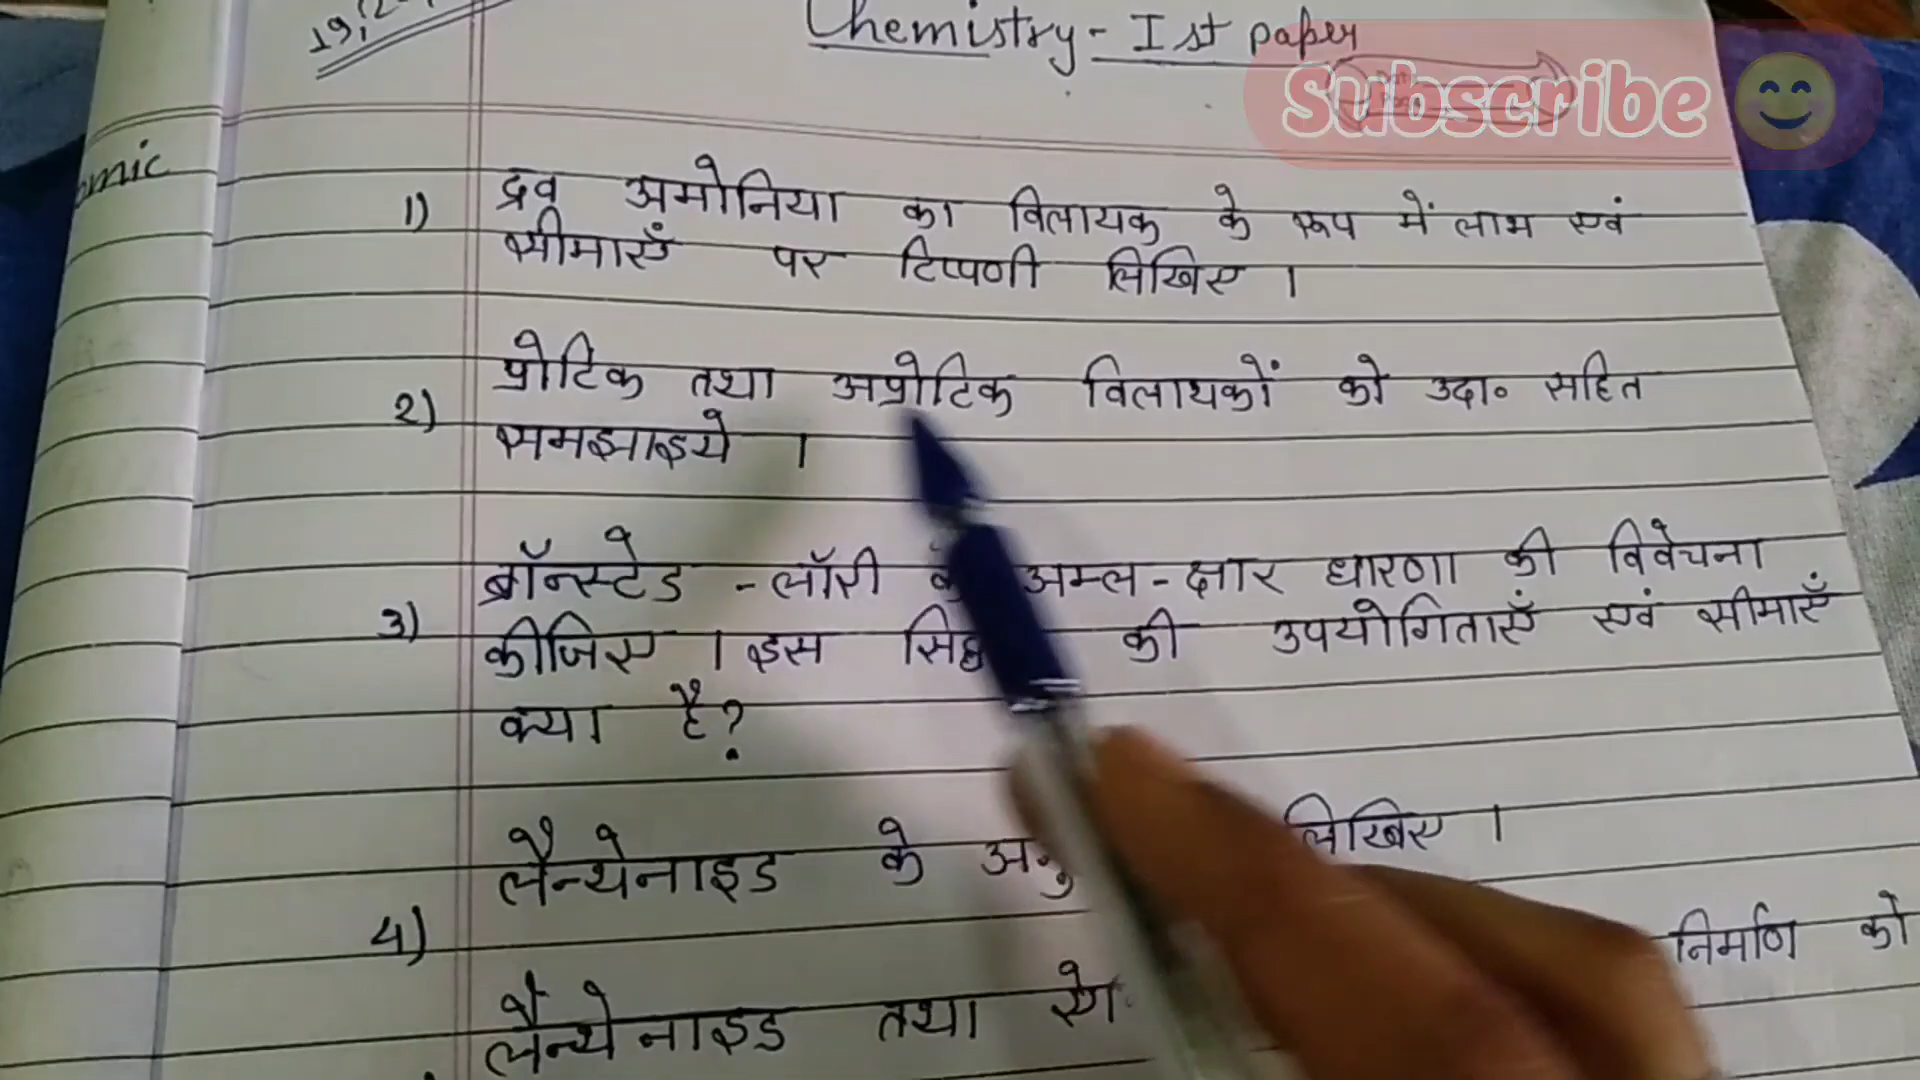 Chemistry - Ist paper
Subscribe
1) द्रव अमोनिया का विलायक के रूप में लाभ एवं
सीमाएँ पर टिप्पणी लिखिए ।
2) प्रोटिक तथा अप्रोटिक विलायकों को उदा० सहित
समझाइये ।
3) ब्रॉन्स्टेड - लॉरी अम्ल - क्षार धारणा की विवेचना
कीजिए । इस की उपयोगिताएँ एवं सीमाएँ
क्या है?
4) लैन्थेनाइड के लिखिए ।
निर्माण को
लैन्थेनाइड तथा